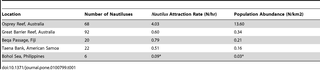 Location Number of Nautiluses Nautilus Attraction Rate (N/hr) Population Abundance (N/km2)
Osprey Reef, Australia 68 4.03 13.60
Great Barrier Reef, Australia 92 0.60 0.34
Beqa Passage, Fiji 20 0.79 0.21
Taena Bank, American Samoa 22 0.51 0.16
Bohol Sea, Philippines 6 0.09* 0.03*
doi:10.1371/journal.pone.0100799.t001